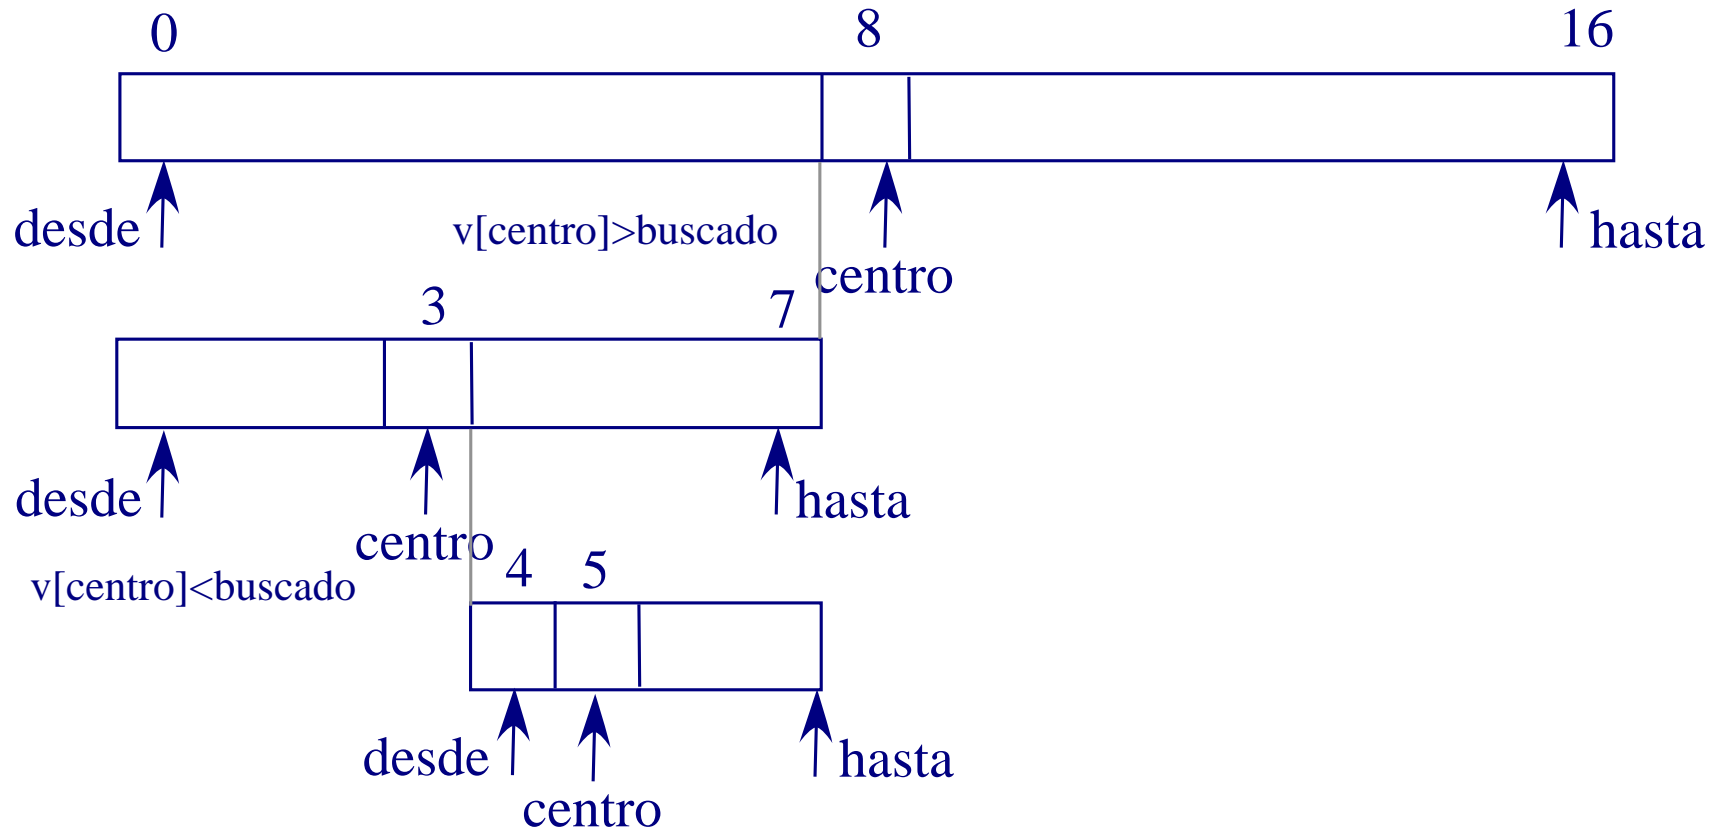 0 8 16
desde v[centro]>buscado hasta
centro
3 7
desde hasta
centro
4 5
v[centro]<buscado
desde hasta
centro